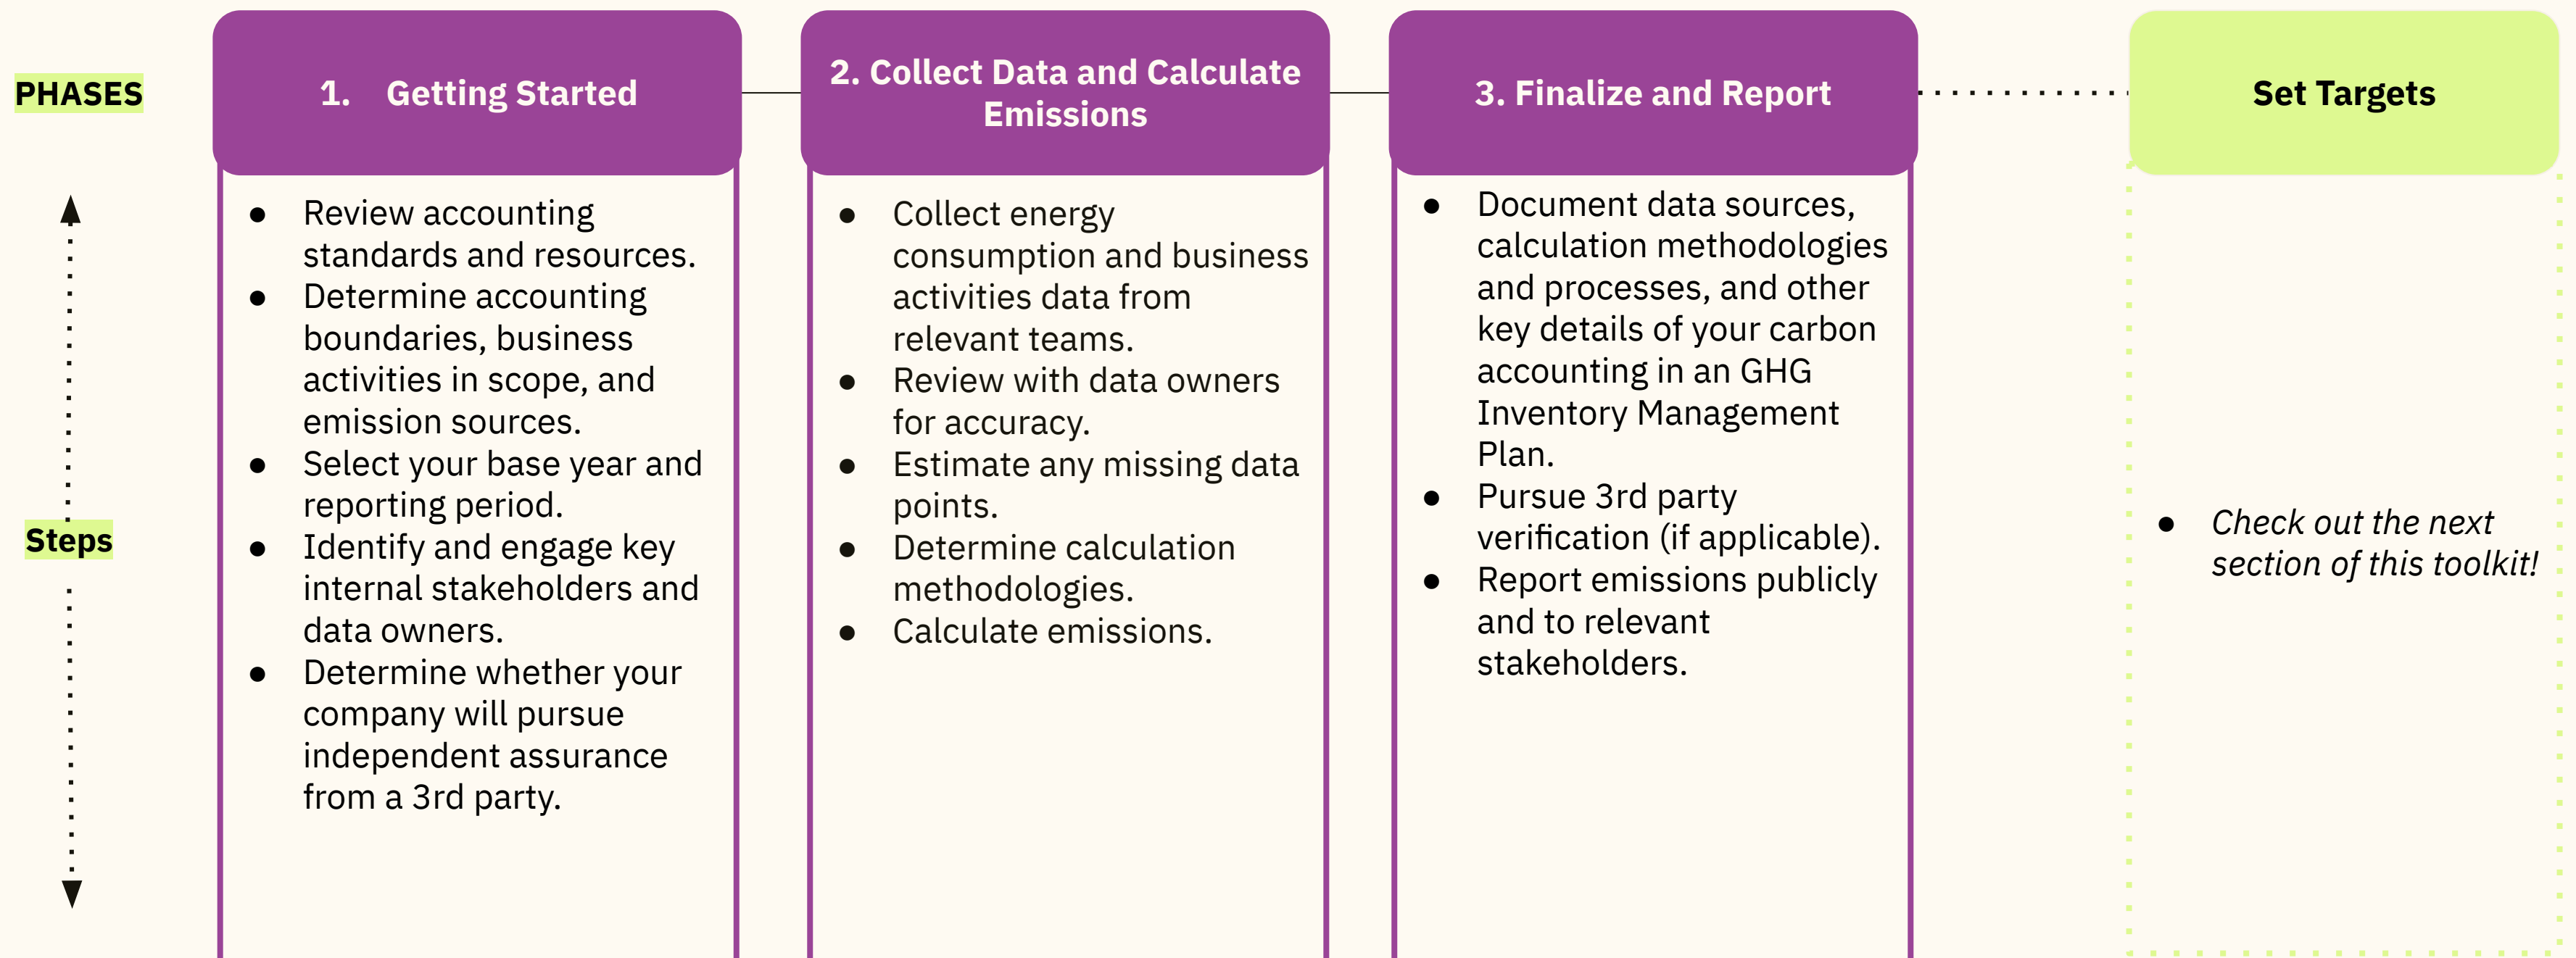 PHASES
1. Getting Started
2. Collect Data and Calculate
Emissions
3. Finalize and Report
Set Targets
Steps
● Review accounting
standards and resources.
● Determine accounting
boundaries, business
activities in scope, and
emission sources.
● Select your base year and
reporting period.
● Identify and engage key
internal stakeholders and
data owners.
● Determine whether your
company will pursue
independent assurance
from a 3rd party.
● Collect energy
consumption and business
activities data from
relevant teams.
● Review with data owners
for accuracy.
● Estimate any missing data
points.
● Determine calculation
methodologies.
● Calculate emissions.
● Document data sources,
calculation methodologies
and processes, and other
key details of your carbon
accounting in an GHG
Inventory Management
Plan.
● Pursue 3rd party
verification (if applicable).
● Report emissions publicly
and to relevant
stakeholders.
● Check out the next
section of this toolkit!